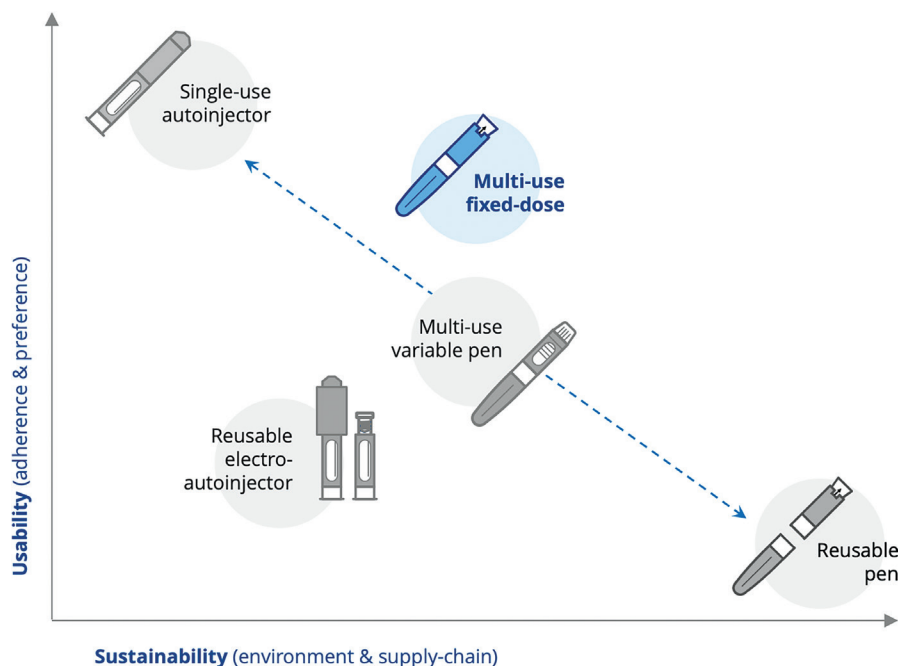 Single-use
autoinjector
Multi-use
fixed-dose
Multi-use
variable pen
Reusable
electro-
autoinjector
Reusable
pen
Usability (adherence & preference)
Sustainability (environment & supply-chain)